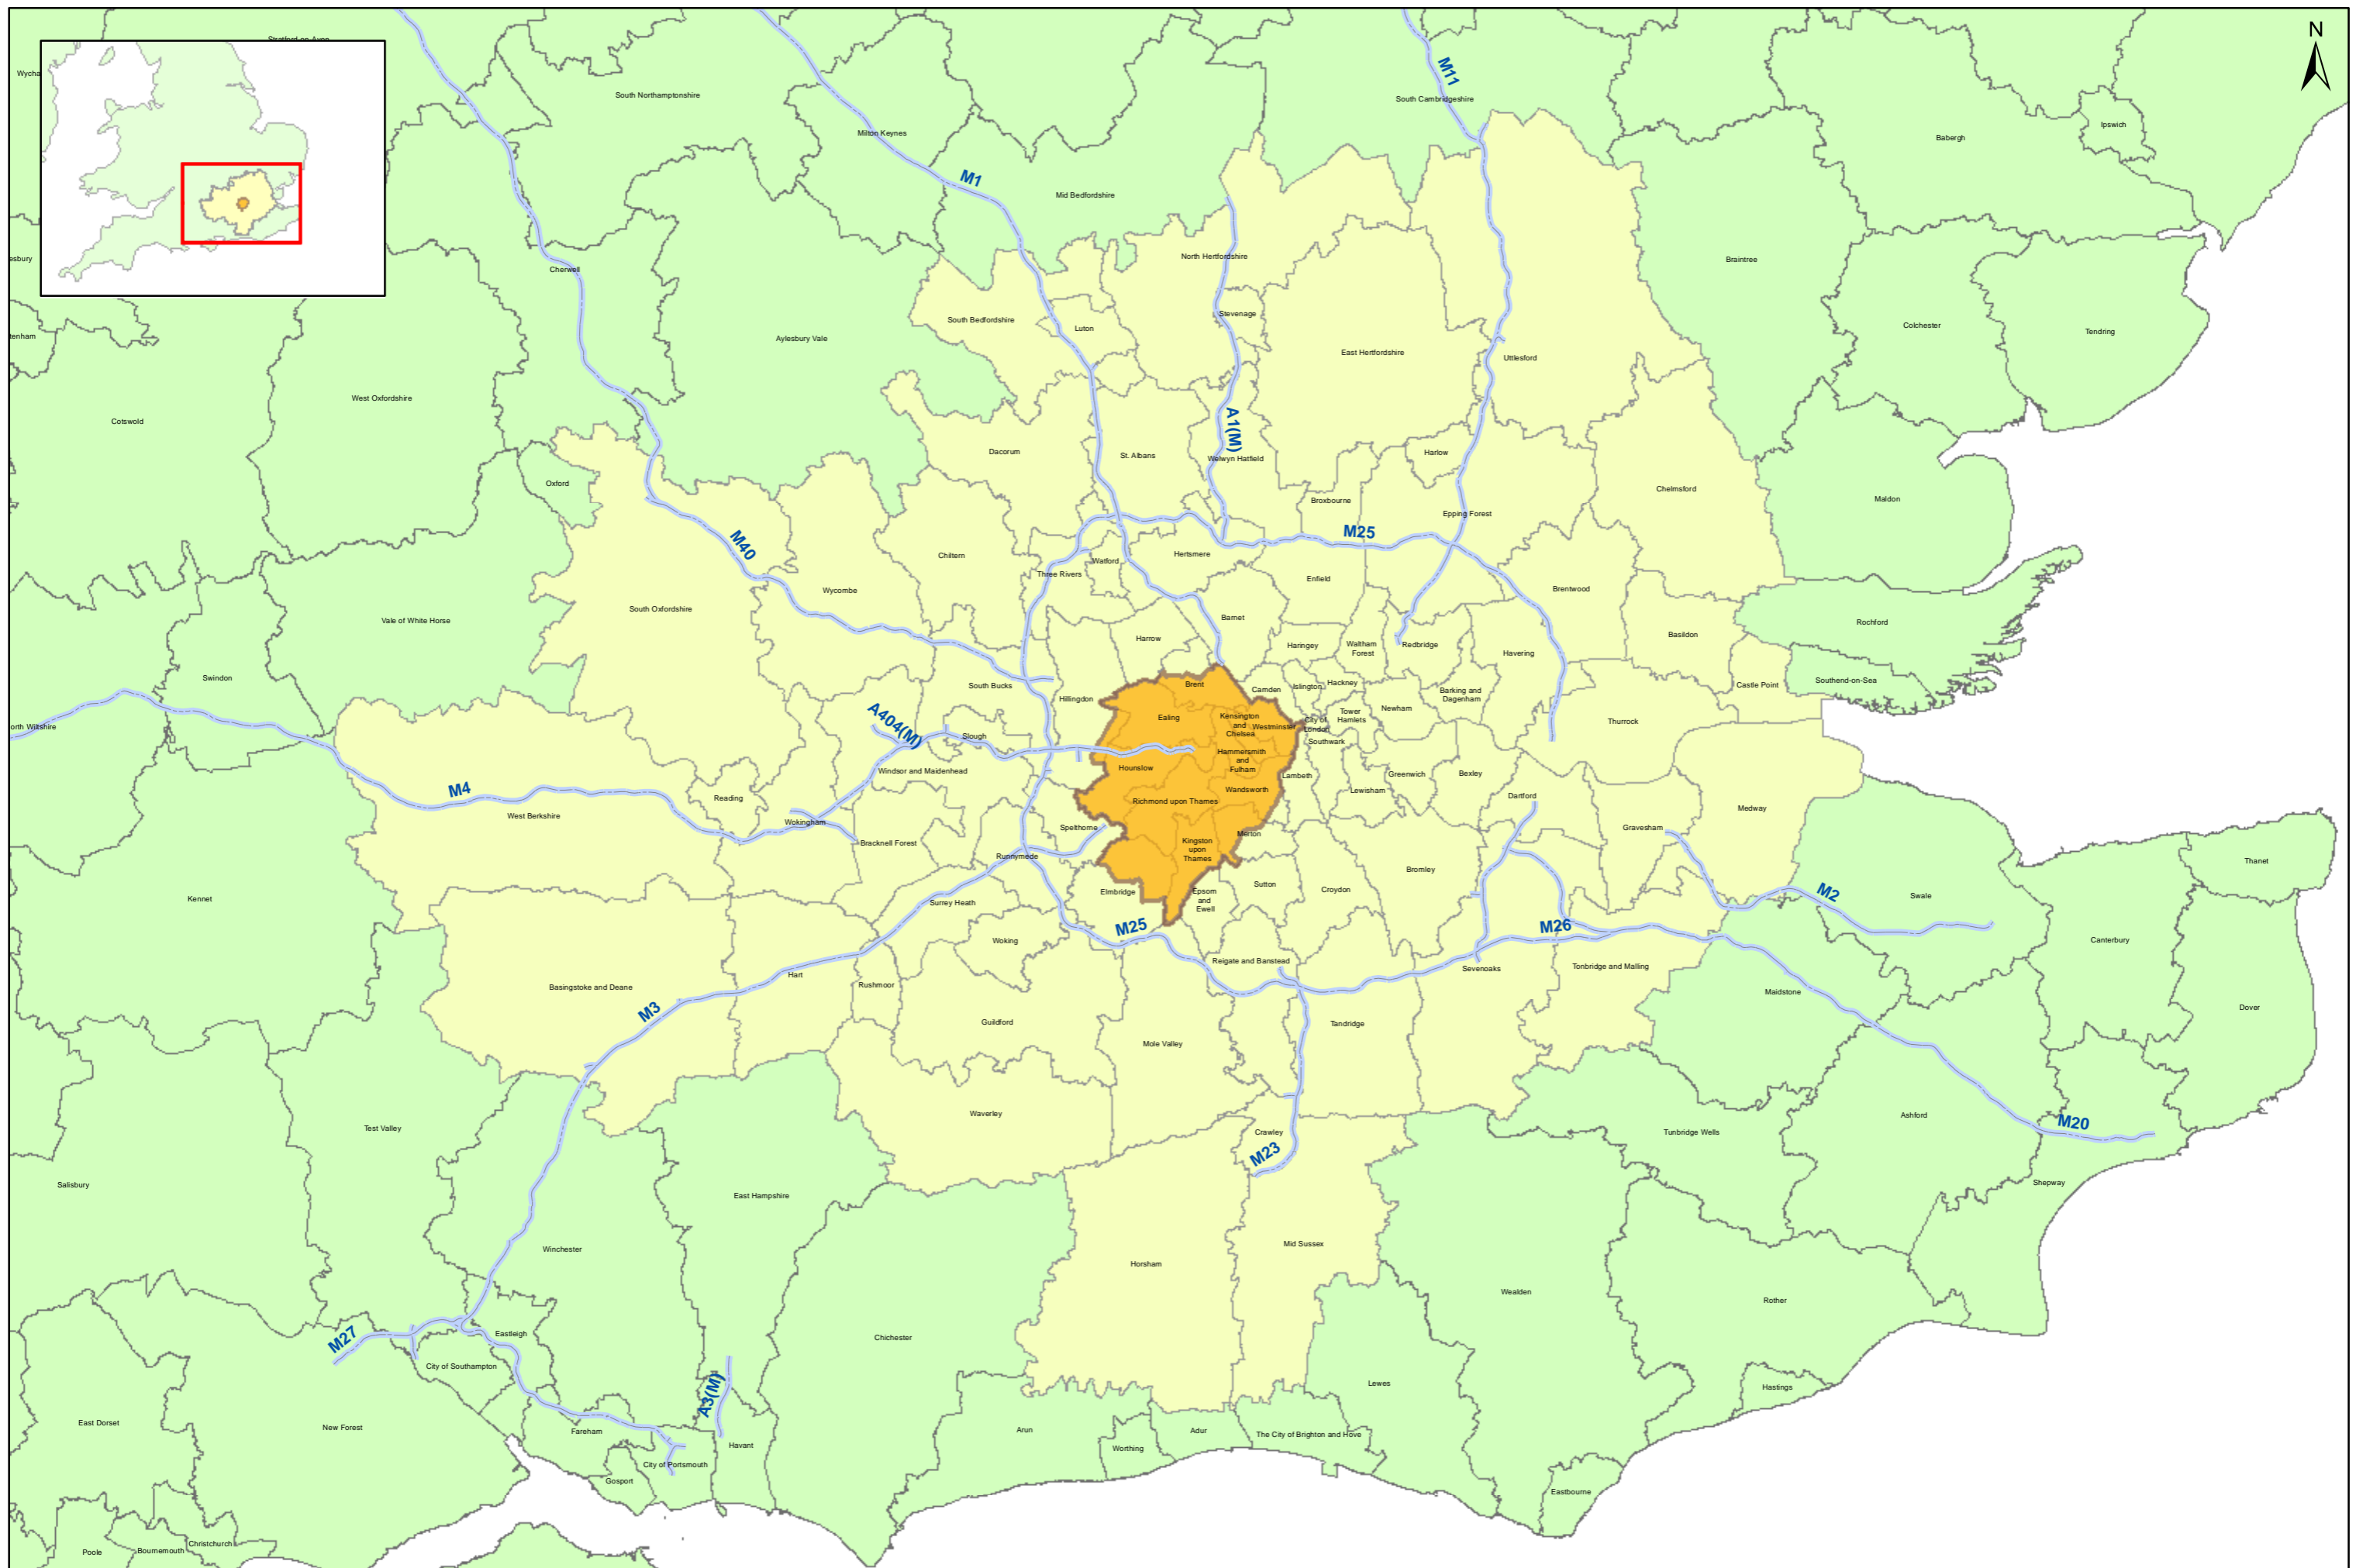 N
Stratford-on-Avon
Wycha
South Northamptonshire
M11
South Cambridgeshire
Milton Keynes
Babergh
Ipswich
M1
Mid Bedfordshire
esbury
Cherwell
North Hertfordshire
Braintree
Stevenage
South Bedfordshire
Luton
Colchester
Tendring
tenham
Aylesbury Vale
East Hertfordshire
Uttlesford
West Oxfordshire
Cotswold
A1(M)
Dacorum
St. Albans
Welwyn Hatfield
Harlow
Oxford
Chelmsford
Maldon
Broxbourne
Epping Forest
M25
M40
Chiltern
Hertsmere
Watford
Three Rivers
Enfield
Brentwood
Wycombe
South Oxfordshire
Vale of White Horse
Barnet
Rochford
Harrow
Haringey
Waltham
Forest
Redbridge
Basildon
Havering
Swindon
South Bucks
Hillingdon
Brent
Camden
Islington
Hackney
Barking and
Dagenham
Castle Point
Southend-on-Sea
Newham
Tower
Hamlets
Ealing
Kensington
and
Chelsea
Westminster
City of
London
Thurrock
orth Wiltshire
A404(M)
Slough
Southwark
Hammersmith
and
Fulham
Hounslow
Windsor and Maidenhead
Lambeth
Greenwich
Bexley
Lewisham
M4
Reading
Wandsworth
Richmond upon Thames
Dartford
Medway
West Berkshire
Wokingham
Spelthorne
Gravesham
Merton
Bracknell Forest
Kingston
upon
Thames
Runnymede
Thanet
Bromley
Sutton
Croydon
Elmbridge
Epsom
and
Ewell
M2
Swale
Kennet
Surrey Heath
M25
M26
Woking
Canterbury
Reigate and Banstead
Sevenoaks
Tonbridge and Malling
Hart
Rushmoor
Basingstoke and Deane
Maidstone
M3
Dover
Guildford
Tandridge
Mole Valley
Waverley
Ashford
M20
Test Valley
Crawley
Tunbridge Wells
M23
Salisbury
Shepway
East Hampshire
Mid Sussex
Winchester
Horsham
Wealden
Rother
Eastleigh
M27
Chichester
City of Southampton
Lewes
Hastings
A3(M)
East Dorset
New Forest
Fareham
Arun
Adur
The City of Brighton and Hove
Havant
Worthing
City of Portsmouth
Gosport
Eastbourne
Christchurch
Bournemouth
Poole